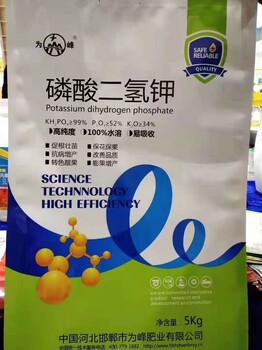 为峰
SAFE
RELIABLE
QUALITY
磷酸二氢钾
Potassium dihydrogen phosphate
KH₂PO₄≥99% P₂O₅≥52% K₂O≥34%
高纯度 100%水溶 易吸收
促根壮苗 保花保果
抗病增产 改善品质
转色靓果 膨果增产
SCIENCE
TECHNNOLOGY
HIGH EFFICIENCY
净含量: 5Kg
中国河北邯郸市为峰肥业有限公司